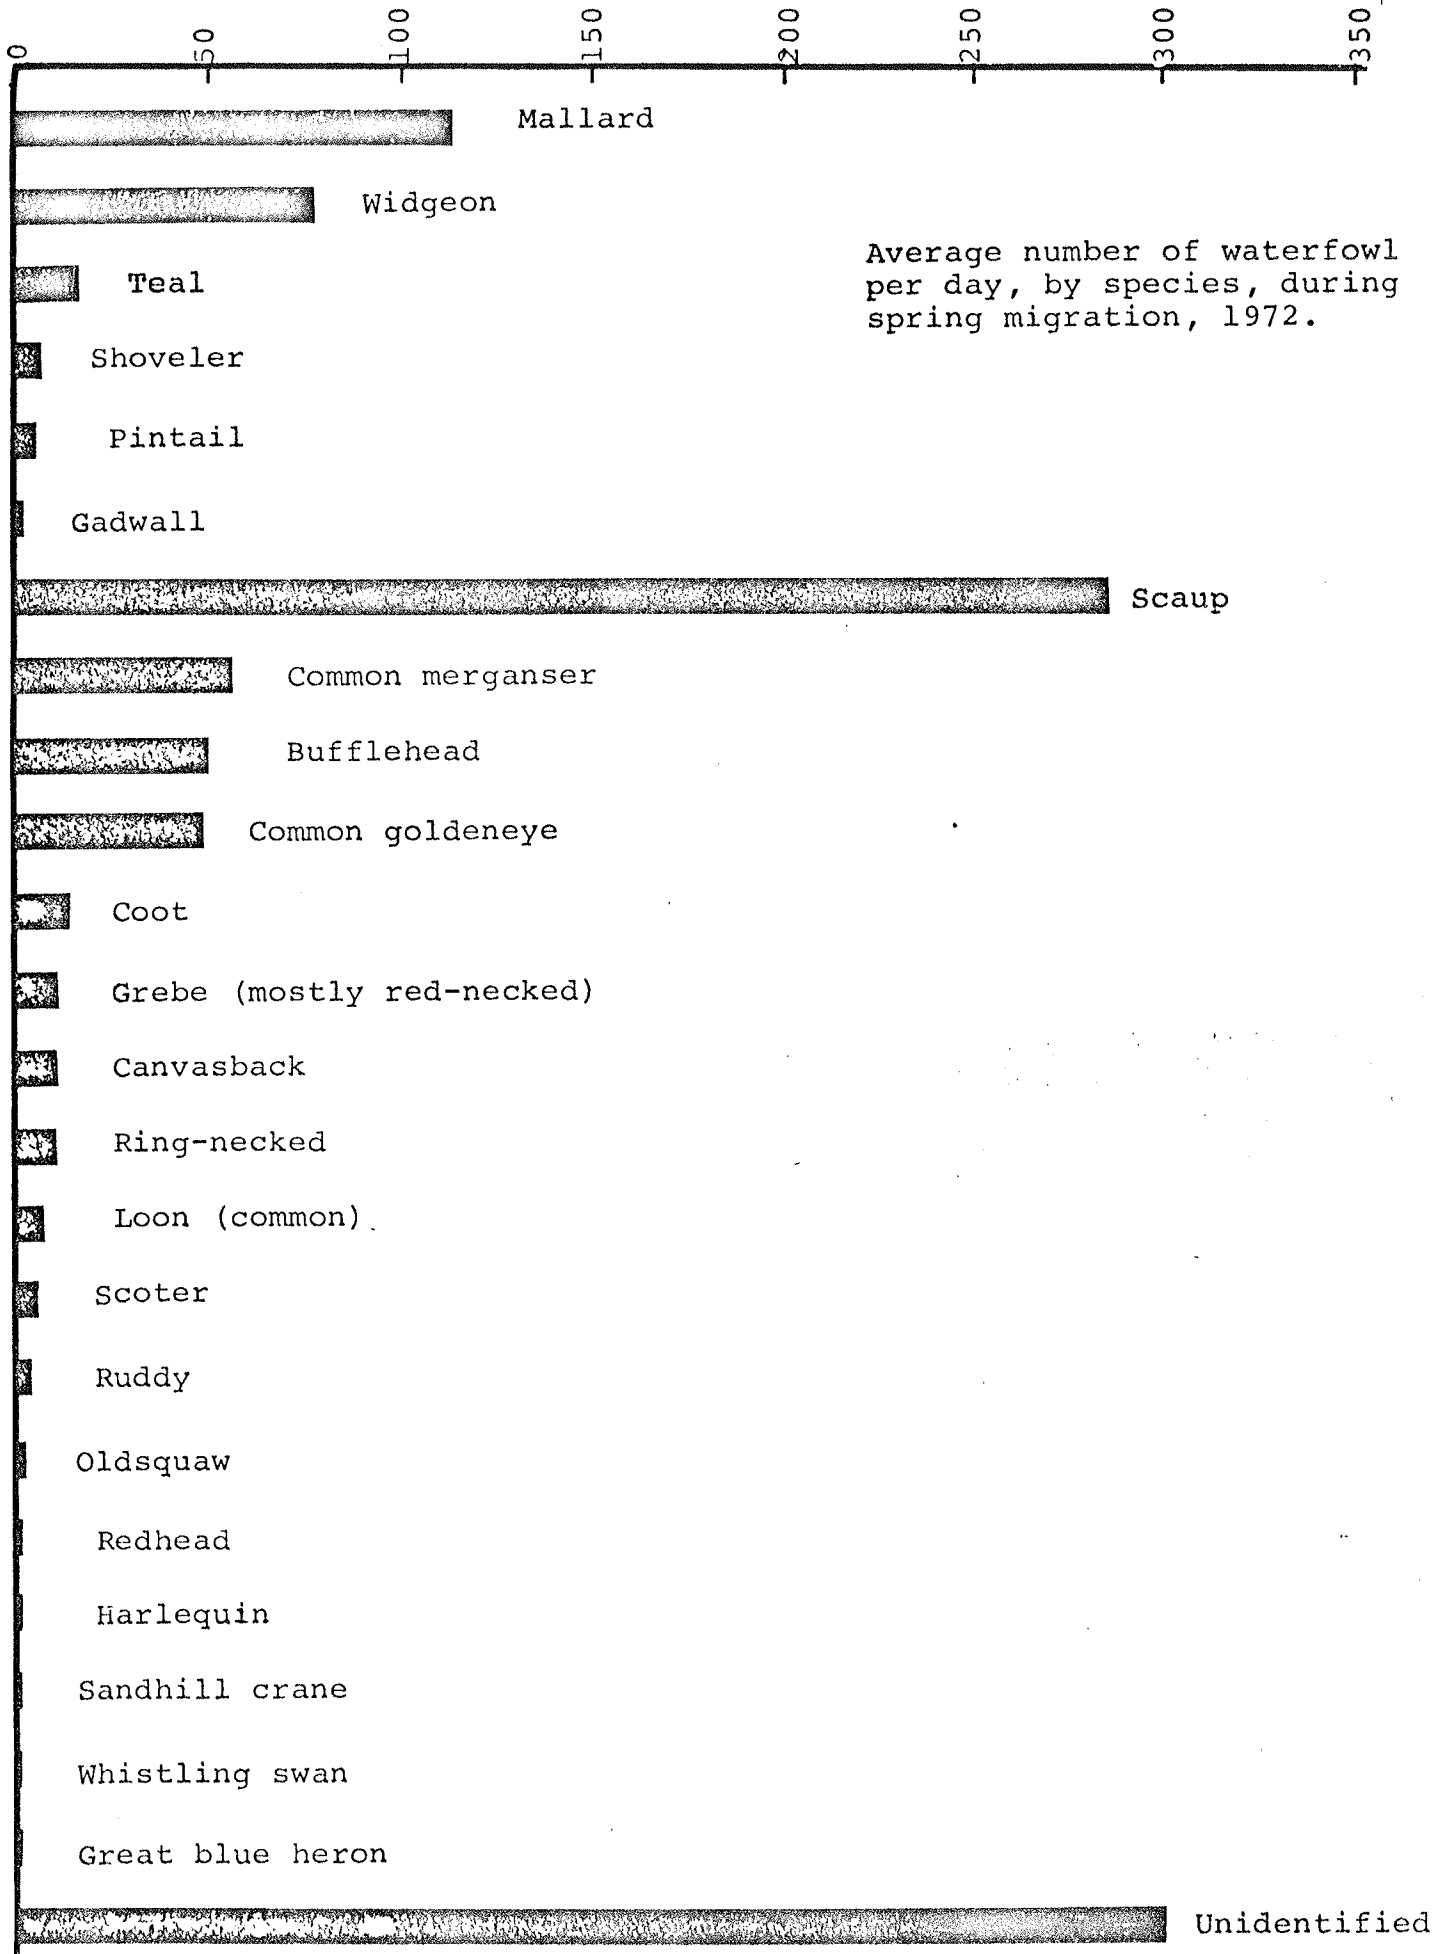 0 50 100 150 200 250 300 350
Mallard
Widgeon
Average number of waterfowl
per day, by species, during
spring migration, 1972.
Teal
Shoveler
Pintail
Gadwall
Scaup
Common merganser
Bufflehead
Common goldeneye
Coot
Grebe (mostly red-necked)
Canvasback
Ring-necked
Loon (common)
Scoter
Ruddy
Oldsquaw
Redhead
Harlequin
Sandhill crane
Whistling swan
Great blue heron
Unidentified